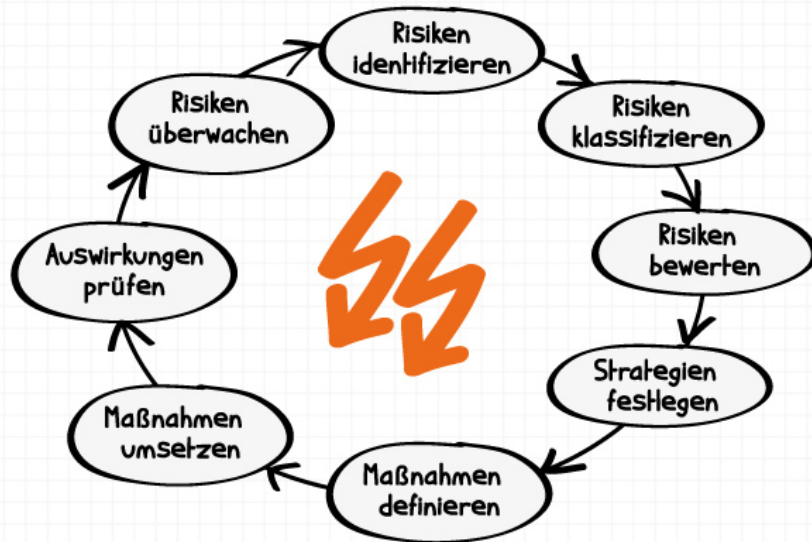 Risiken
identifizieren
Risiken
klassifizieren
Risiken
bewerten
Strategien
festlegen
Maßnahmen
definieren
Maßnahmen
umsetzen
Auswirkungen
prüfen
Risiken
überwachen